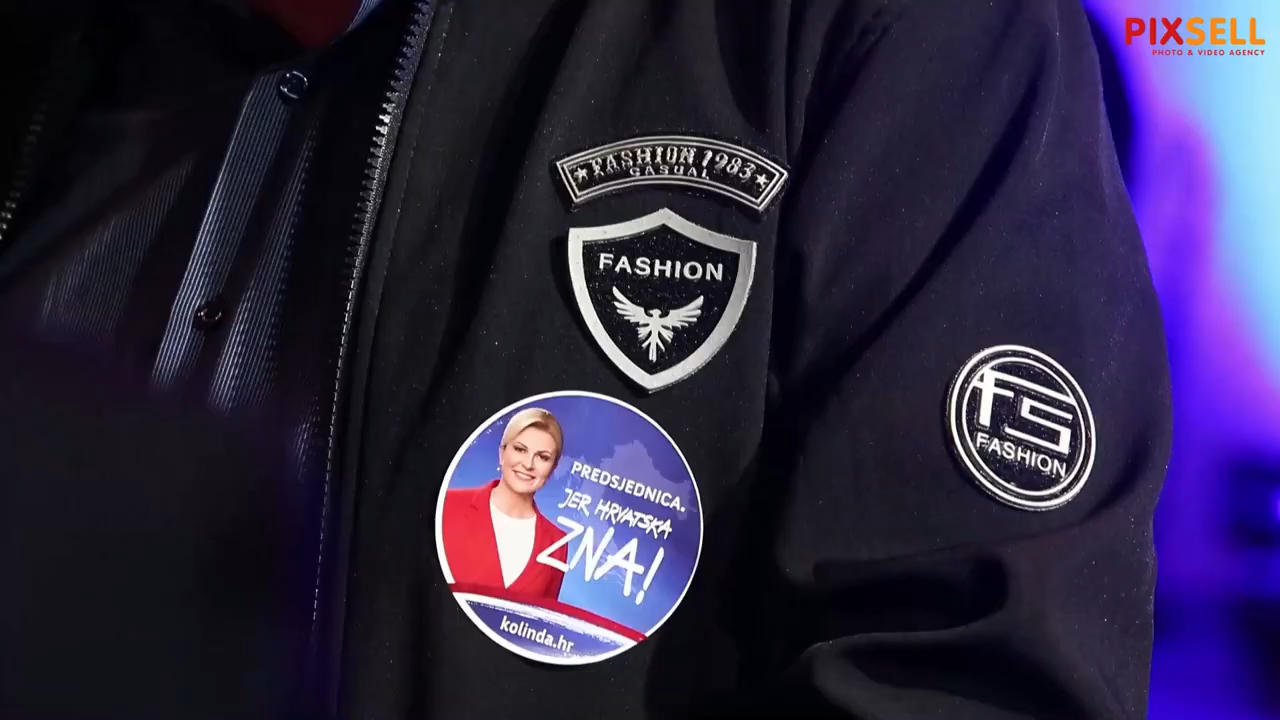 PIXSELL
PHOTO & VIDEO AGENCY
FASHION 1983
CASUAL
FASHION
FS
FASHION
PREDSJEDNICA.
JER HRVATSKA
ZNA!
kolinda.hr